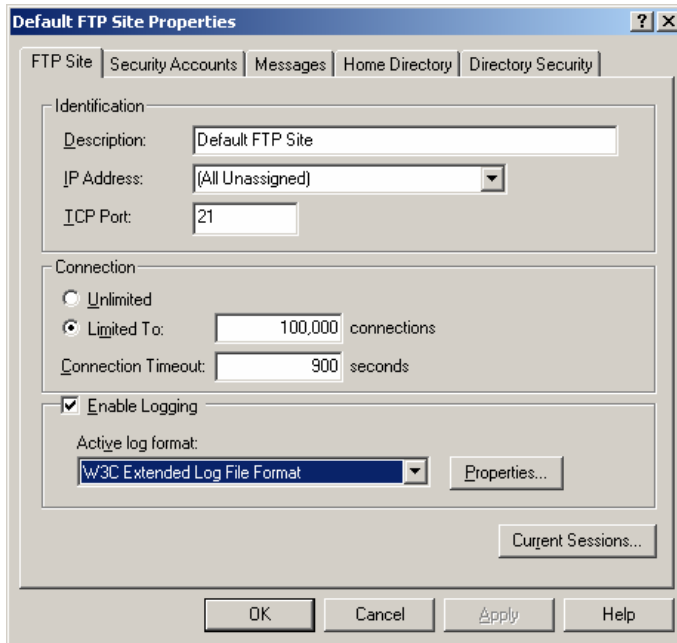 Default FTP Site Properties
FTP Site Security Accounts Messages Home Directory Directory Security
Identification
Description: Default FTP Site
IP Address: (All Unassigned)
TCP Port: 21
Connection
Unlimited
Limited To: 100,000 connections
Connection Timeout: 900 seconds
Enable Logging
Active log format:
W3C Extended Log File Format Properties...
Current Sessions...
OK Cancel Apply Help